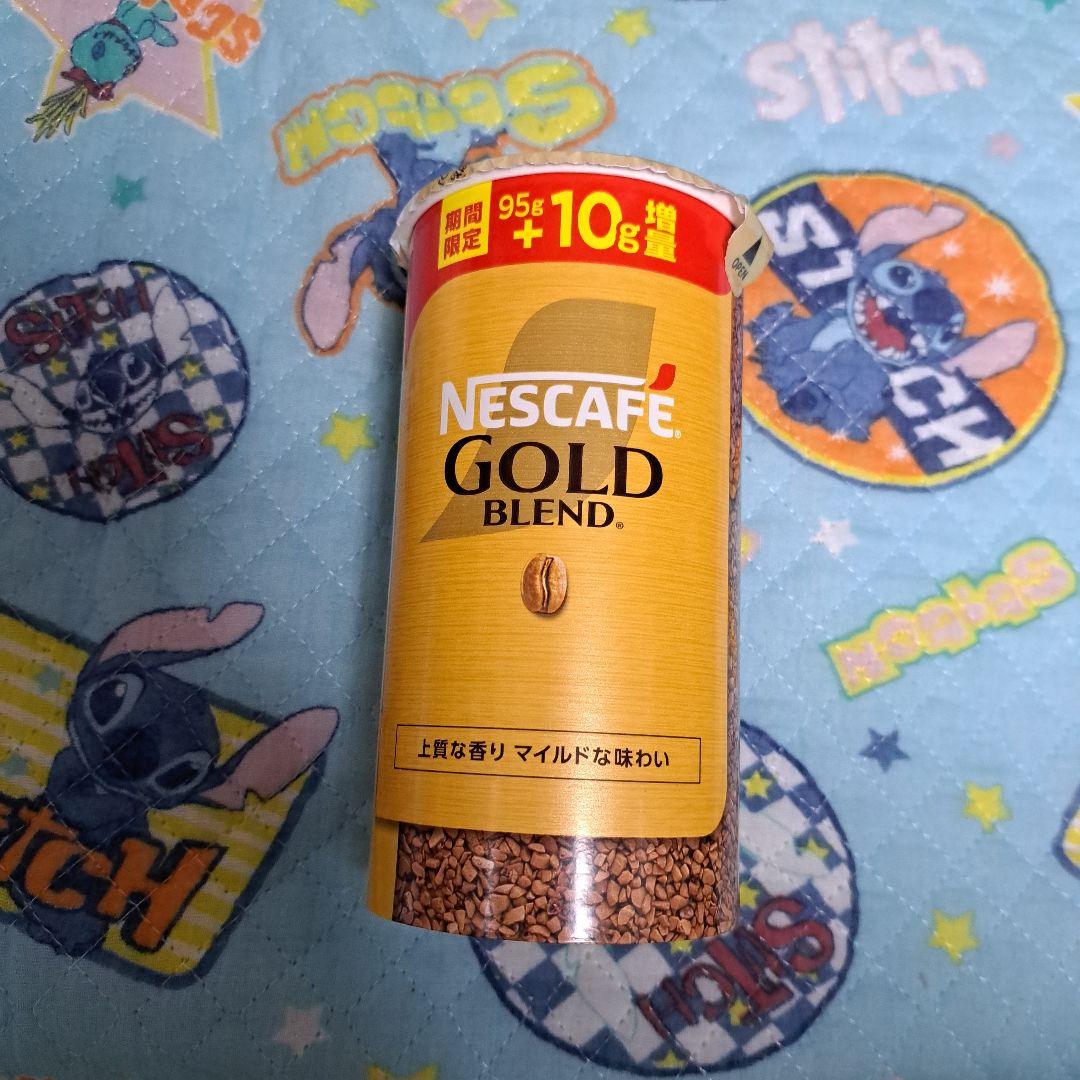 Stitch
期間
限定
95g
+10g
増量
OPEN
NESCAFÉ®
GOLD
BLEND®
上質な香り マイルドな味わい
STITCH
Stitch